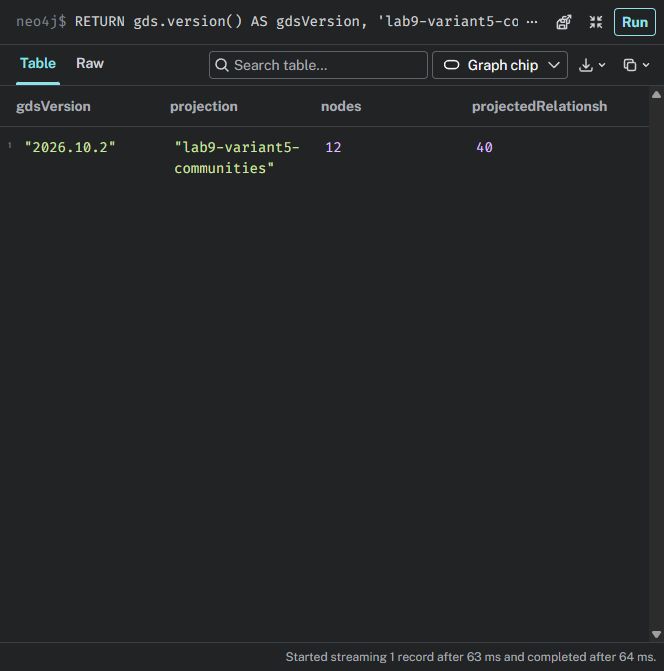 neo4j$ RETURN gds.version() AS gdsVersion, 'lab9-variant5-co ···
Run
Table
Raw
Search table...
Graph chip
gdsVersion
projection
nodes
projectedRelationsh
1
"2026.10.2"
"lab9-variant5-
communities"
12
40
Started streaming 1 record after 63 ms and completed after 64 ms.